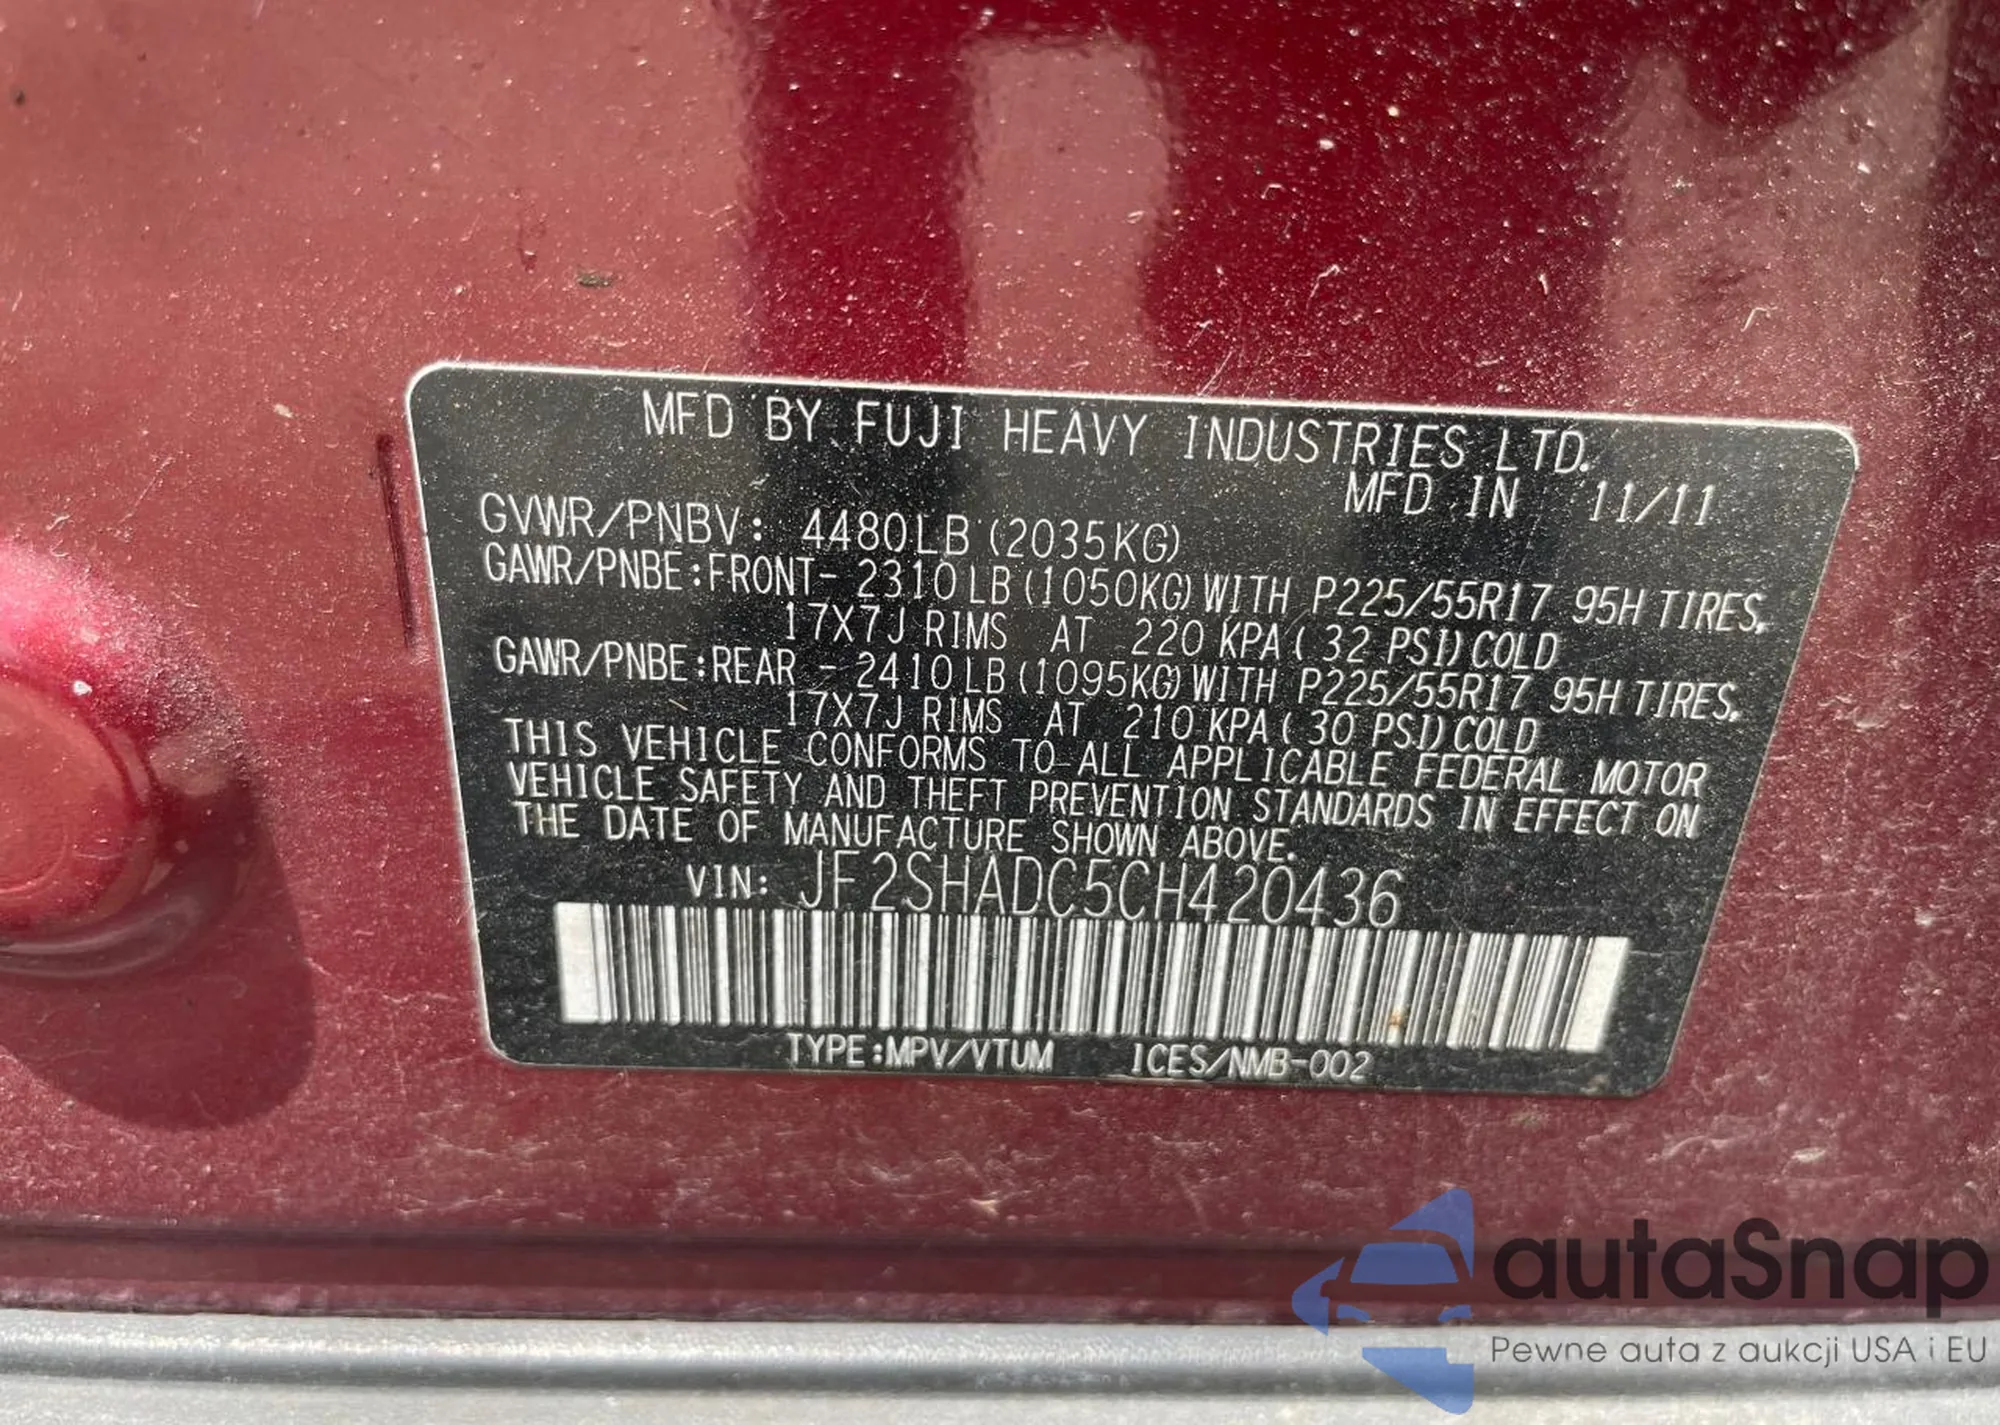 MFD BY FUJI HEAVY INDUSTRIES LTD.
MFD IN 11/11
GVWR/PNBV: 4480LB (2035KG)
GAWR/PNBE:FRONT- 2310LB (1050KG) WITH P225/55R17 95H TIRES,
17X7J RIMS AT 220 KPA ( 32 PSI) COLD
GAWR/PNBE:REAR - 2410LB (1095KG) WITH P225/55R17 95H TIRES,
17X7J RIMS AT 210 KPA ( 30 PSI) COLD
THIS VEHICLE CONFORMS TO ALL APPLICABLE FEDERAL MOTOR
VEHICLE SAFETY AND THEFT PREVENTION STANDARDS IN EFFECT ON
THE DATE OF MANUFACTURE SHOWN ABOVE.
VIN: JF2SHADC5CH420436
TYPE:MPV/VTUM ICES/NMB-002
autaSnap
Pewne auta z aukcji USA i EU